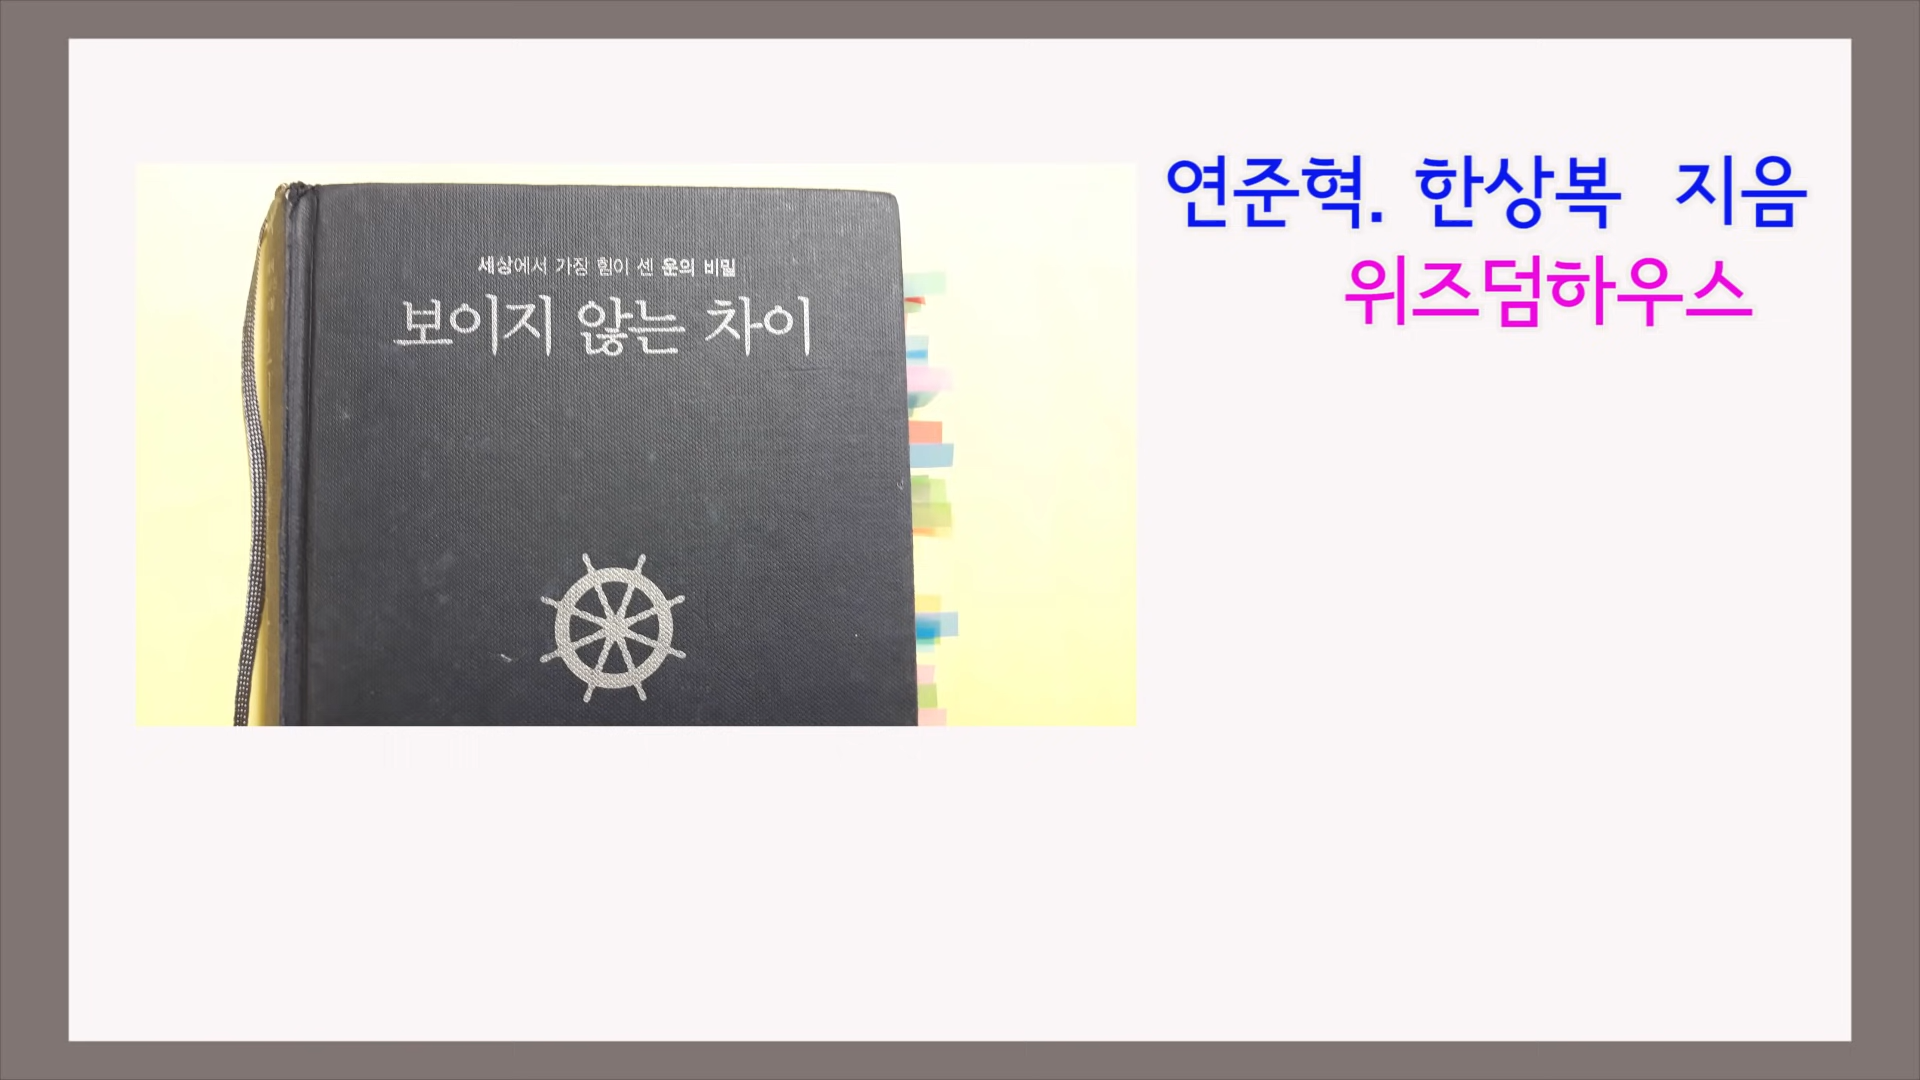 세상에서 가장 힘이 센 운의 비밀
보이지 않는 차이
연준혁. 한상복 지음
위즈덤하우스